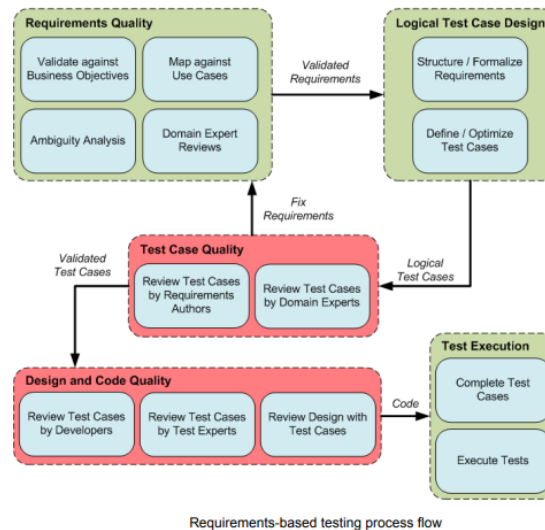 Requirements Quality
Validate against
Business Objectives
Map against
Use Cases
Ambiguity Analysis
Domain Expert
Reviews
Validated
Requirements
Logical Test Case Design
Structure / Formalize
Requirements
Define / Optimize
Test Cases
Fix
Requirements
Validated
Test Cases
Test Case Quality
Review Test Cases
by Requirements
Authors
Review Test Cases
by Domain Experts
Logical
Test Cases
Design and Code Quality
Review Test Cases
by Developers
Review Test Cases
by Test Experts
Review Design with
Test Cases
Code
Test Execution
Complete Test
Cases
Execute Tests
Requirements-based testing process flow